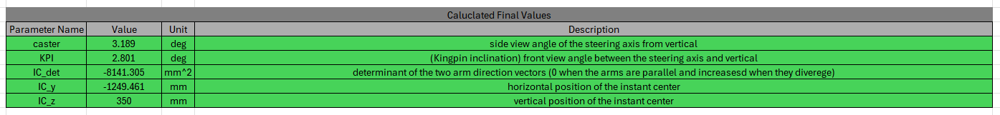 Caluclated Final Values
Parameter Name Value Unit Description
caster 3.189 deg side view angle of the steering axis from vertical
KPI 2.801 deg (Kingpin inclination) front view angle between the steering axis and vertical
IC_det -8141.305 mm^2 determinant of the two arm direction vectors (0 when the arms are parallel and increasesd when they diverege)
IC_y -1249.461 mm horizontal position of the instant center
IC_z 350 mm vertical position of the instant center